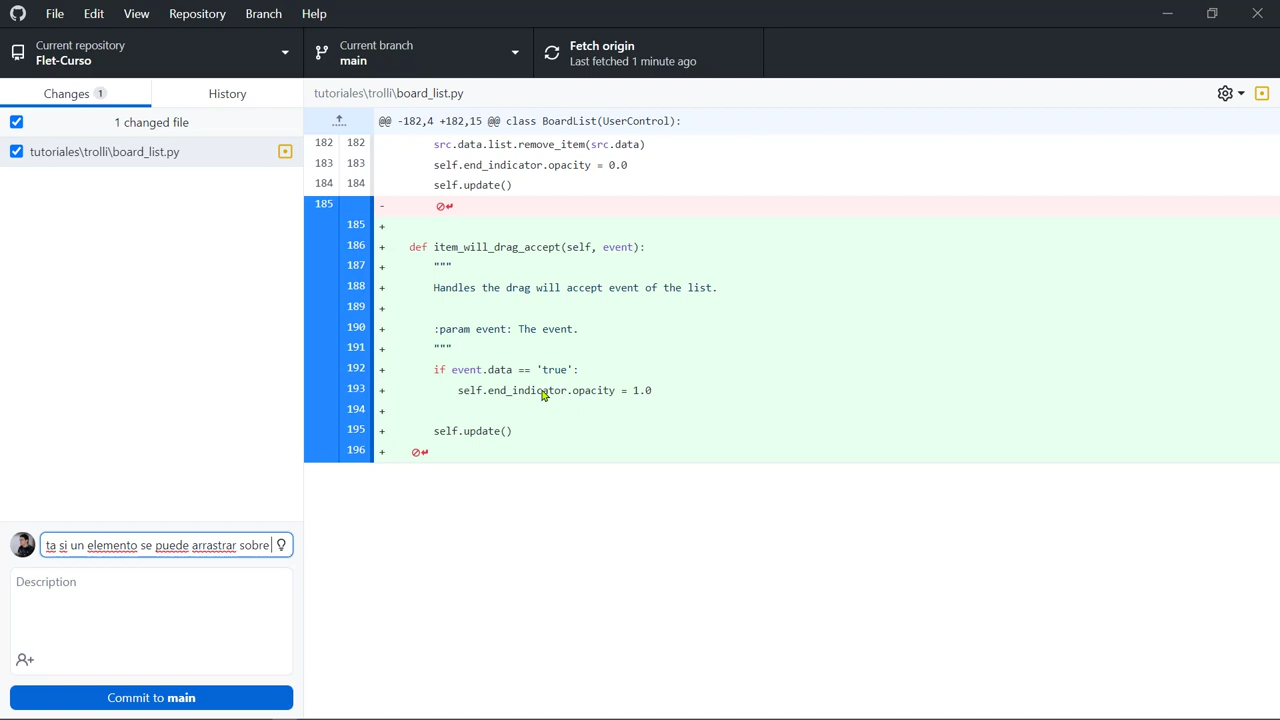 File Edit View Repository Branch Help
Current repository
Flet-Curso
Current branch
main
Fetch origin
Last fetched 1 minute ago
Changes 1
History
tutoriales\trolli\board_list.py
1 changed file
tutoriales\trolli\board_list.py
@@ -182,4 +182,15 @@ class BoardList(UserControl):
182 182 src.data.list.remove_item(src.data)
183 183 self.end_indicator.opacity = 0.0
184 184 self.update()
185 -
185 +
186 + def item_will_drag_accept(self, event):
187 + """
188 + Handles the drag will accept event of the list.
189 +
190 + :param event: The event.
191 + """
192 + if event.data == 'true':
193 + self.end_indicator.opacity = 1.0
194 +
195 + self.update()
196 +
ta si un elemento se puede arrastrar sobre
Description
Commit to main